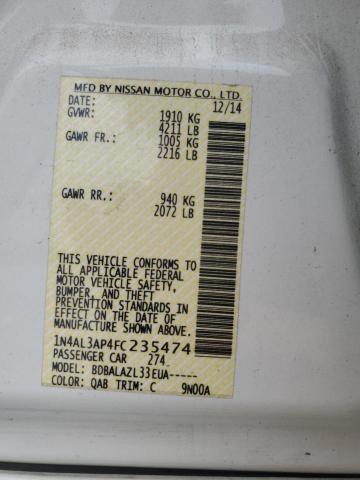 MFD BY NISSAN MOTOR CO., LTD.
DATE: 12/14
GVWR: 1910 KG
4211 LB
GAWR FR.: 1005 KG
2216 LB
GAWR RR.: 940 KG
2072 LB
THIS VEHICLE CONFORMS TO
ALL APPLICABLE FEDERAL
MOTOR VEHICLE SAFETY,
BUMPER, AND THEFT
PREVENTION STANDARDS IN
EFFECT ON THE DATE OF
MANUFACTURE SHOWN ABOVE.
1N4AL3AP4FC235474
PASSENGER CAR 274
MODEL: BDBALAZL33EUA-----
COLOR: QAB TRIM: C 9N00A